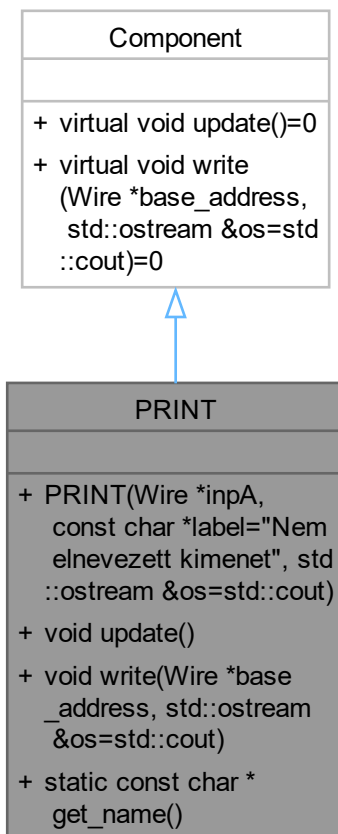 Component
+ virtual void update()=0
+ virtual void write
(Wire *base_address,
std::ostream &os=std
::cout)=0
PRINT
+ PRINT(Wire *inpA,
const char *label="Nem
elnevezett kimenet", std
::ostream &os=std::cout)
+ void update()
+ void write(Wire *base
_address, std::ostream
&os=std::cout)
+ static const char *
get_name()